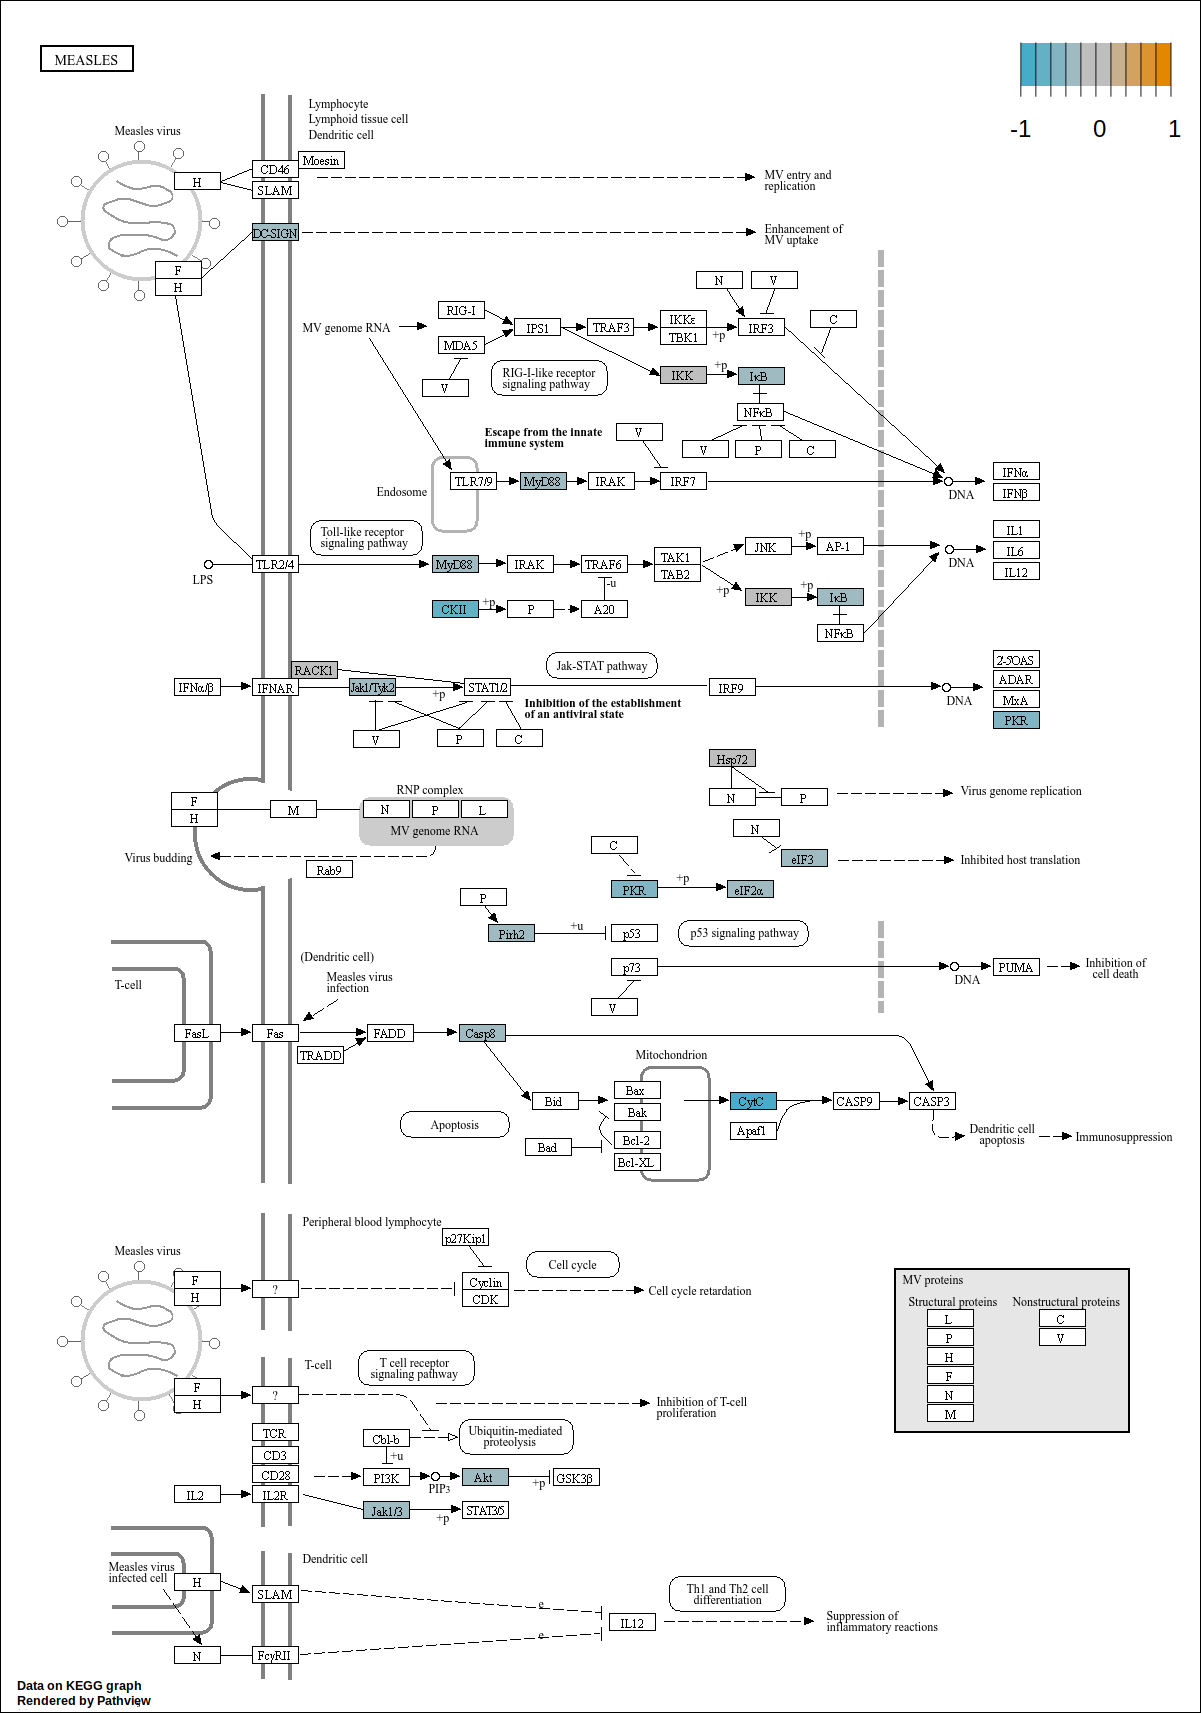 MEASLES
-1
0
1
Lymphocyte
Lymphoid tissue cell
Dendritic cell
Measles virus
H
CD46
Moesin
SLAM
MV entry and
replication
DC-SIGN
Enhancement of
MV uptake
F
H
N
V
RIG-I
IKKε
C
MV genome RNA
IPS1
TRAF3
IRF3
+p
TBK1
MDA5
RIG-I-like receptor
signaling pathway
IKK
+p
IκB
V
NFκB
Escape from the innate
immune system
V
V
P
C
Endosome
TLR7/9
MyD88
IRAK
IRF7
DNA
IFNα
IFNβ
Toll-like receptor
signaling pathway
LPS
TLR2/4
MyD88
IRAK
TRAF6
TAK1
TAB2
JNK
+p
AP-1
DNA
IL1
IL6
IL12
-u
CKII
+p
P
A20
+p
IKK
+p
IκB
NFκB
RACK1
Jak-STAT pathway
IFNα/β
IFNAR
Jak1/Tyk2
+p
STAT1/2
IRF9
DNA
2'-5'OAS
ADAR
MxA
PKR
Inhibition of the establishment
of an antiviral state
V
P
C
Hsp72
N
P
Virus genome replication
RNP complex
F
H
M
N
P
L
MV genome RNA
Virus budding
Rab9
N
eIF3
Inhibited host translation
C
PKR
+p
eIF2α
P
Pirh2
+u
p53
p53 signaling pathway
p73
DNA
PUMA
Inhibition of
cell death
V
T-cell
(Dendritic cell)
Measles virus
infection
FasL
Fas
FADD
TRADD
Casp8
Mitochondrion
Bid
Bax
Bak
CytC
CASP9
CASP3
Apaf1
Apoptosis
Bad
Bcl-2
Bcl-XL
Dendritic cell
apoptosis
Immunosuppression
Peripheral blood lymphocyte
Measles virus
p27Kip1
Cell cycle
F
H
?
Cyclin
CDK
Cell cycle retardation
MV proteins
Structural proteins
Nonstructural proteins
L
C
P
V
H
F
N
M
T-cell
T cell receptor
signaling pathway
F
H
?
Inhibition of T-cell
proliferation
TCR
Cbl-b
Ubiquitin-mediated
proteolysis
CD3
+u
CD28
PI3K
PIP3
Akt
+p
GSK3β
IL2
IL2R
Jak1/3
+p
STAT3/5
Dendritic cell
Measles virus
infected cell
H
SLAM
e
Th1 and Th2 cell
differentiation
IL12
Suppression of
inflammatory reactions
N
FcγRII
e
Data on KEGG graph
Rendered by Pathview